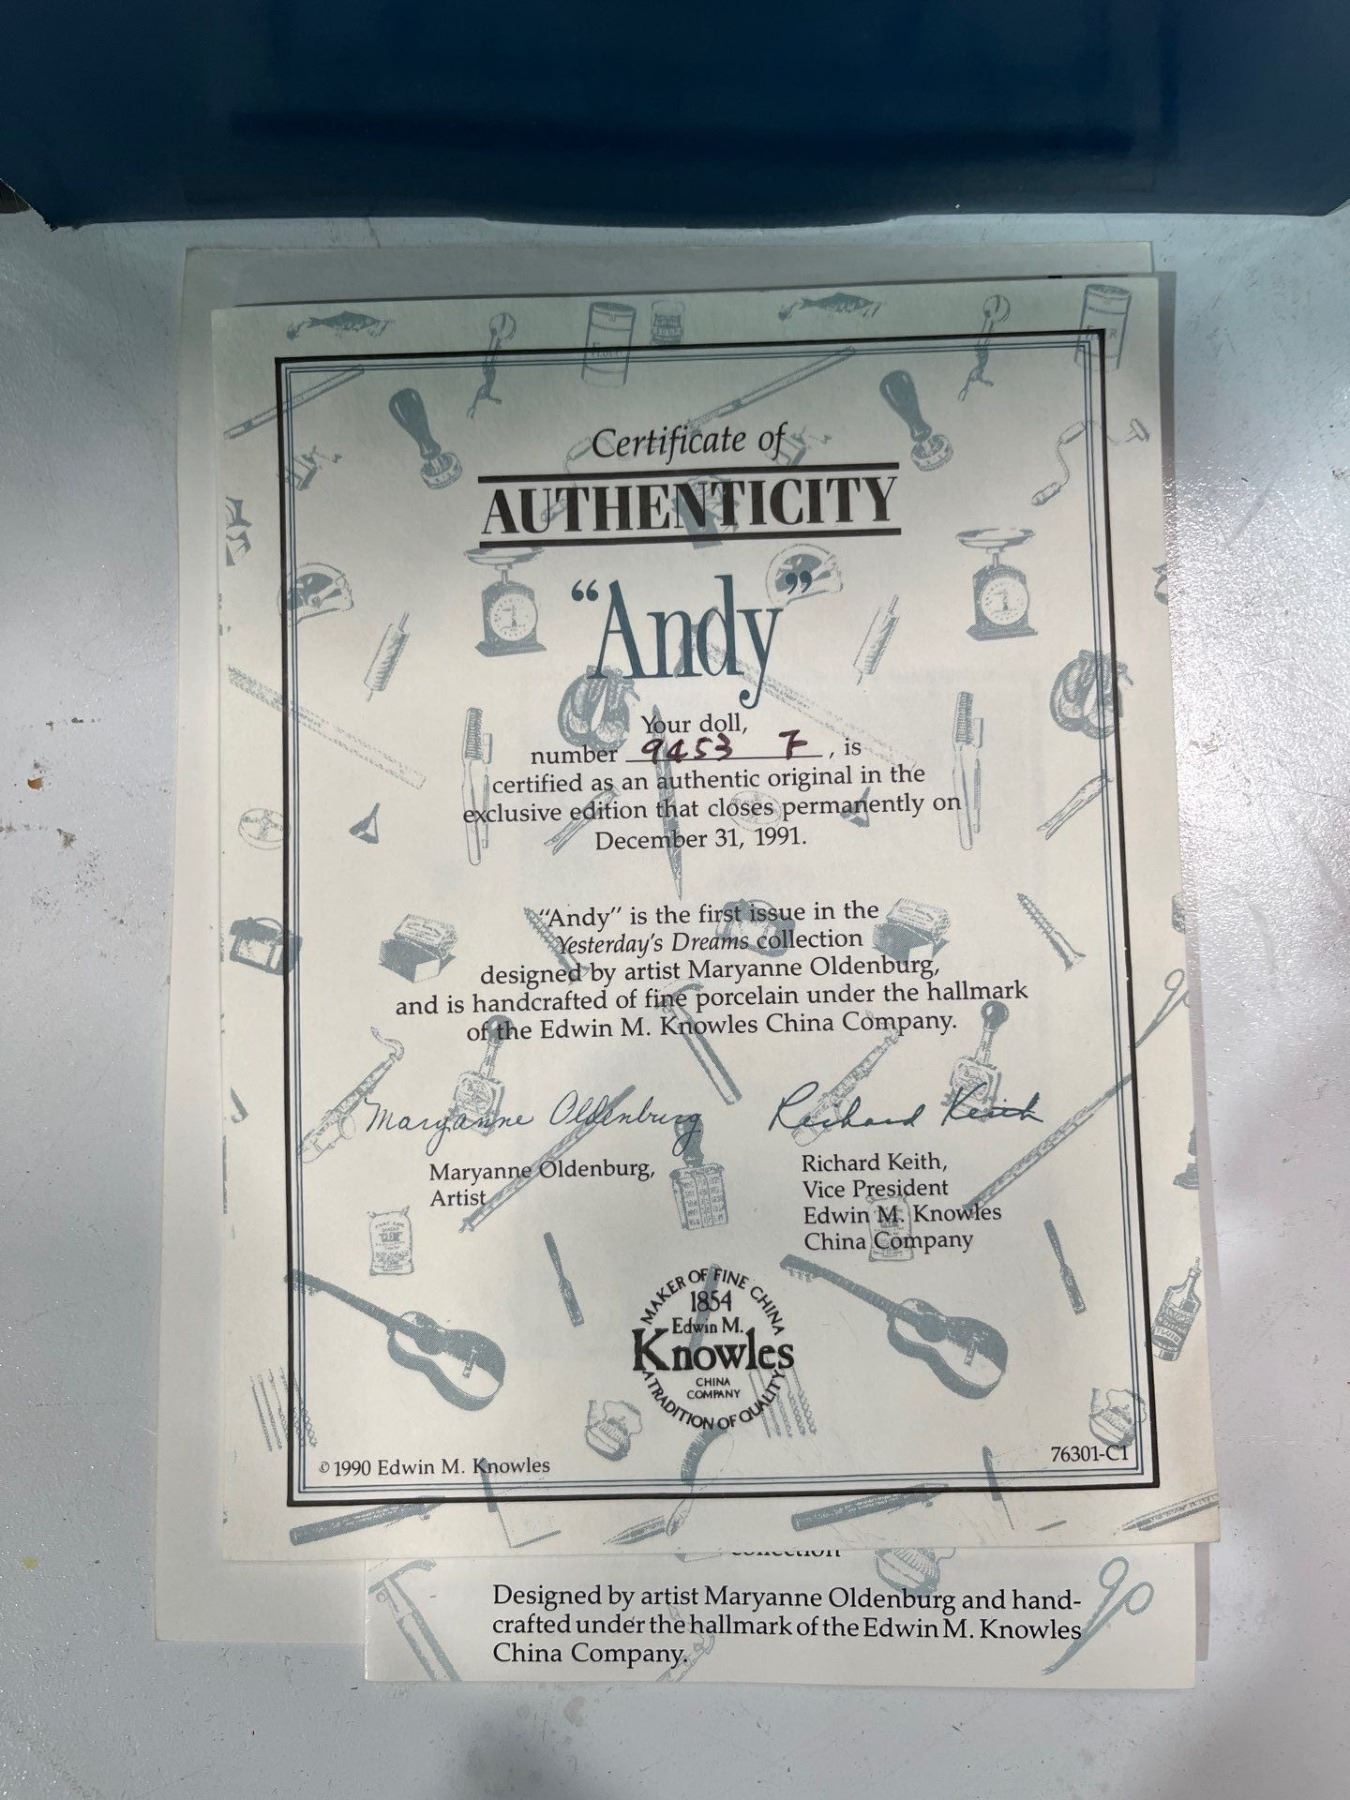 Certificate of
AUTHENTICITY
“Andy”
Your doll,
number 9453 7, is
certified as an authentic original in the
exclusive edition that closes permanently on
December 31, 1991.
“Andy” is the first issue in the
Yesterday's Dreams collection
designed by artist Maryanne Oldenburg,
and is handcrafted of fine porcelain under the hallmark
of the Edwin M. Knowles China Company.
Maryanne Oldenburg
Richard Keith
Maryanne Oldenburg,
Artist
Richard Keith,
Vice President
Edwin M. Knowles
China Company
MAKER OF FINE CHINA
1854
Edwin M.
Knowles
CHINA
COMPANY
A TRADITION OF QUALITY
© 1990 Edwin M. Knowles
76301-C1
collection
Designed by artist Maryanne Oldenburg and hand-
crafted under the hallmark of the Edwin M. Knowles
China Company.